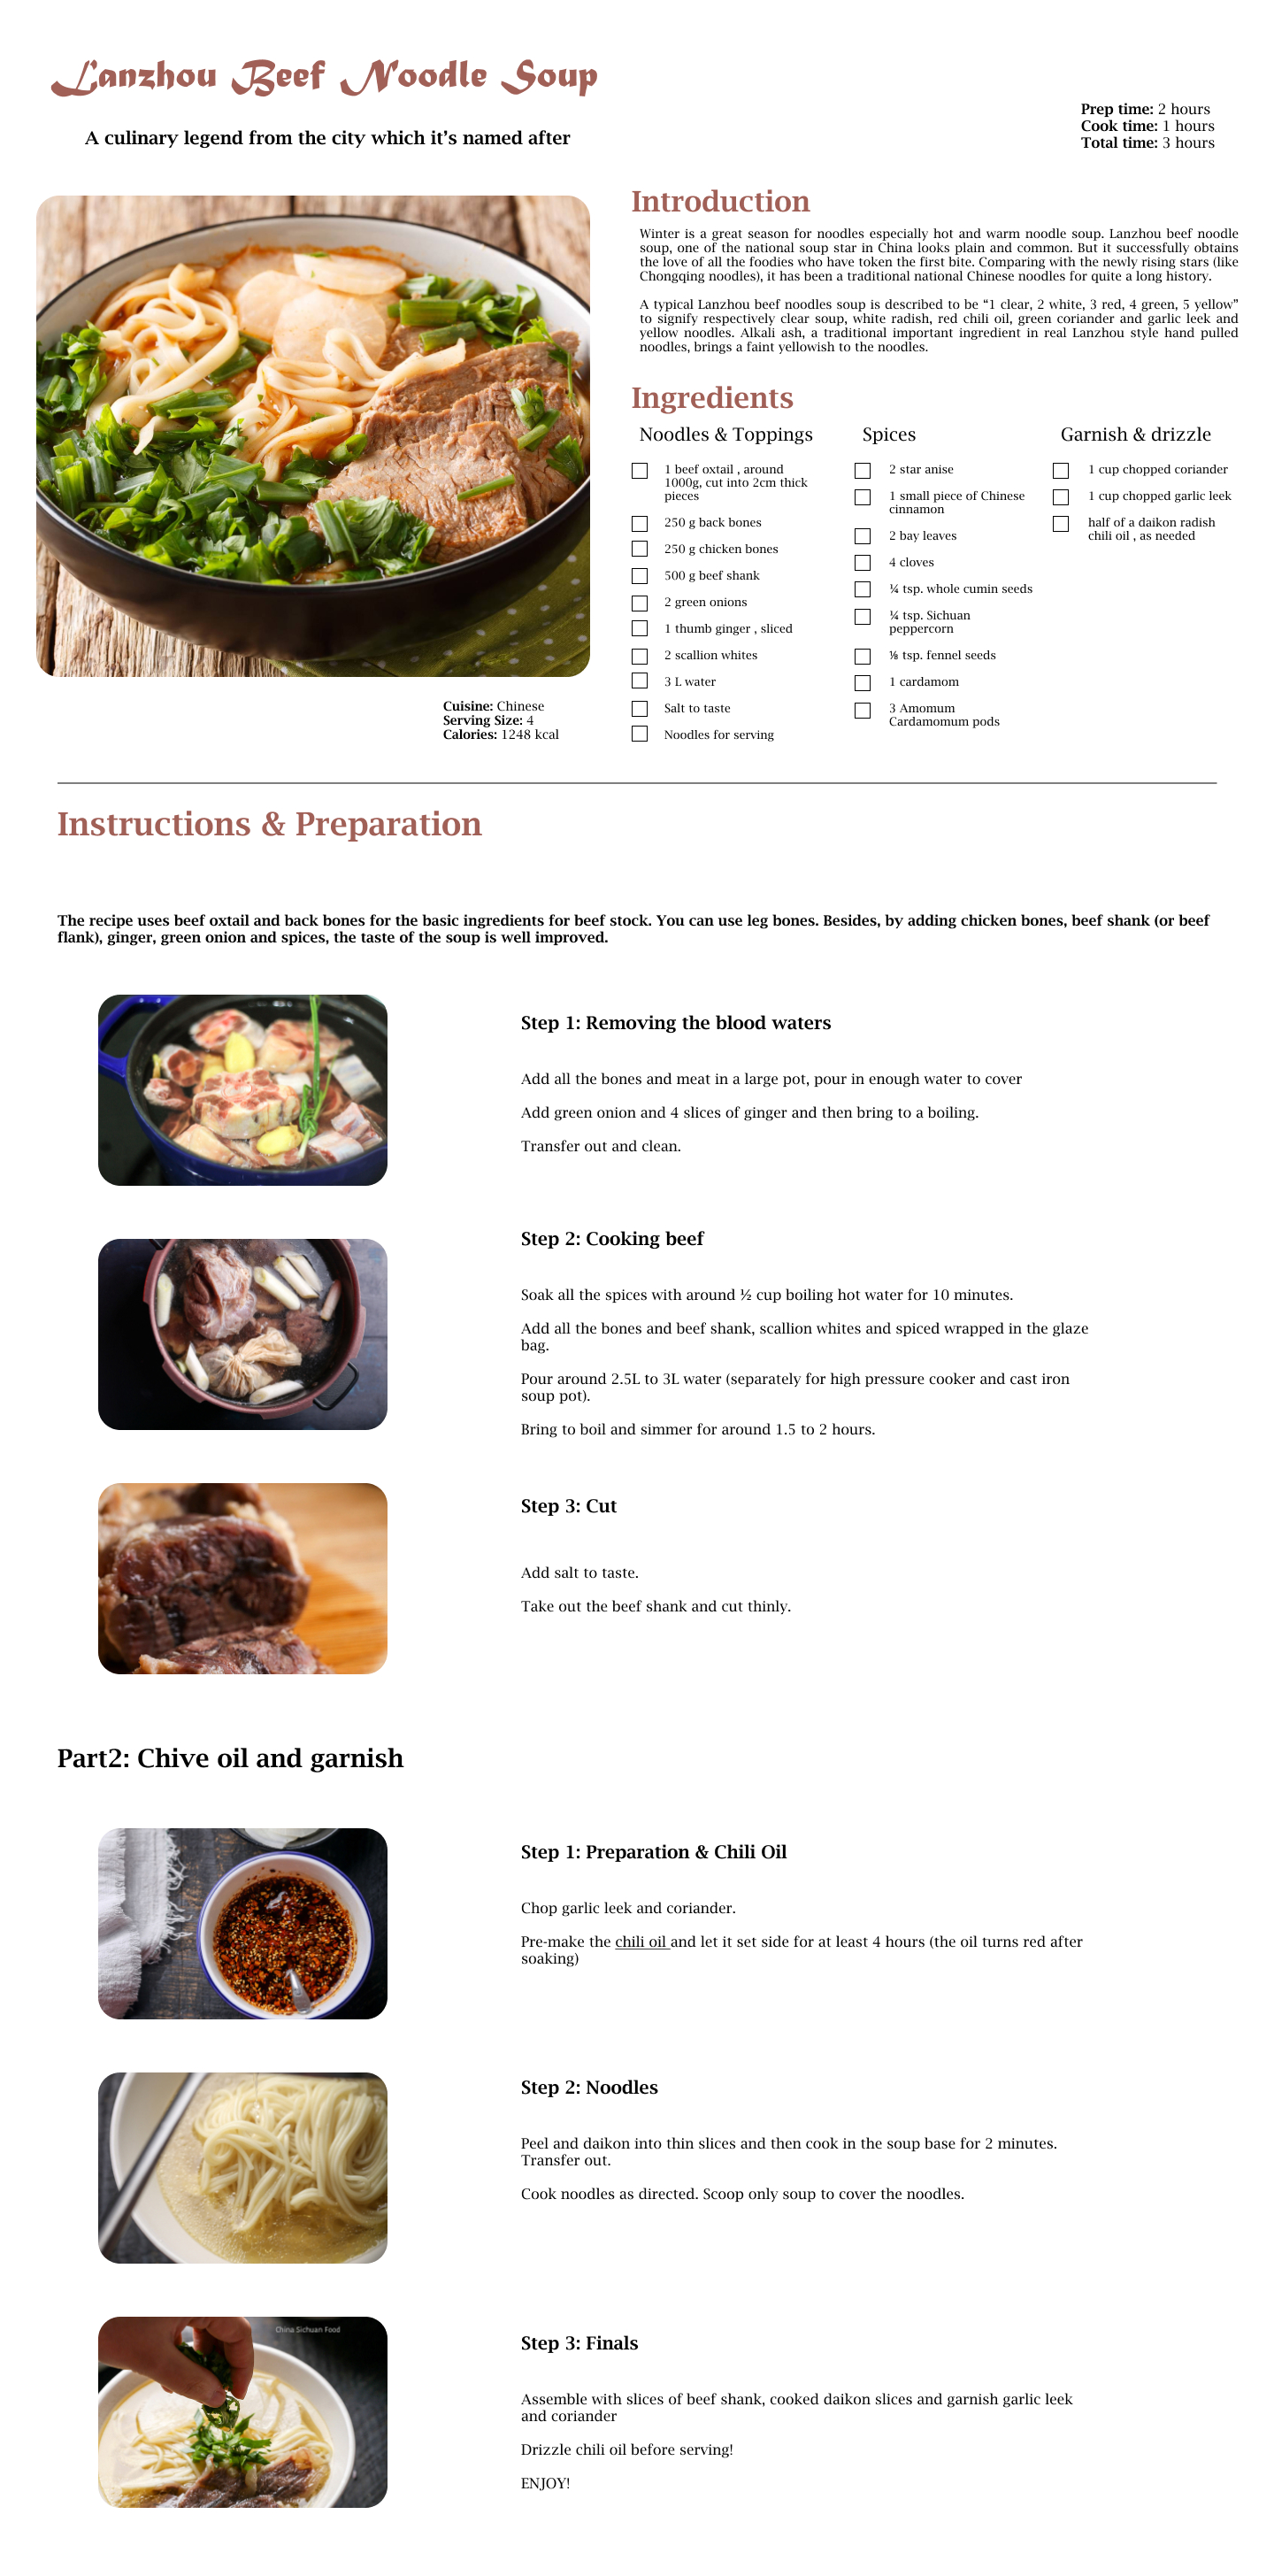 Lanzhou Beef Noodle Soup
A culinary legend from the city which it’s named after
Prep time: 2 hours
Cook time: 1 hours
Total time: 3 hours
Introduction
Winter is a great season for noodles especially hot and warm noodle soup. Lanzhou beef noodle
soup, one of the national soup star in China looks plain and common. But it successfully obtains
the love of all the foodies who have token the first bite. Comparing with the newly rising stars (like
Chongqing noodles), it has been a traditional national Chinese noodles for quite a long history.
A typical Lanzhou beef noodles soup is described to be “1 clear, 2 white, 3 red, 4 green, 5 yellow”
to signify respectively clear soup, white radish, red chili oil, green coriander and garlic leek and
yellow noodles. Alkali ash, a traditional important ingredient in real Lanzhou style hand pulled
noodles, brings a faint yellowish to the noodles.
Ingredients
Noodles & Toppings
1 beef oxtail , around
1000g, cut into 2cm thick
pieces
250 g back bones
250 g chicken bones
500 g beef shank
2 green onions
1 thumb ginger , sliced
2 scallion whites
3 L water
Salt to taste
Noodles for serving
Spices
2 star anise
1 small piece of Chinese
cinnamon
2 bay leaves
4 cloves
¼ tsp. whole cumin seeds
¼ tsp. Sichuan
peppercorn
⅛ tsp. fennel seeds
1 cardamom
3 Amomum
Cardamomum pods
Garnish & drizzle
1 cup chopped coriander
1 cup chopped garlic leek
half of a daikon radish
chili oil , as needed
Cuisine: Chinese
Serving Size: 4
Calories: 1248 kcal
Instructions & Preparation
The recipe uses beef oxtail and back bones for the basic ingredients for beef stock. You can use leg bones. Besides, by adding chicken bones, beef shank (or beef
flank), ginger, green onion and spices, the taste of the soup is well improved.
Step 1: Removing the blood waters
Add all the bones and meat in a large pot, pour in enough water to cover
Add green onion and 4 slices of ginger and then bring to a boiling.
Transfer out and clean.
Step 2: Cooking beef
Soak all the spices with around ½ cup boiling hot water for 10 minutes.
Add all the bones and beef shank, scallion whites and spiced wrapped in the glaze
bag.
Pour around 2.5L to 3L water (separately for high pressure cooker and cast iron
soup pot).
Bring to boil and simmer for around 1.5 to 2 hours.
Step 3: Cut
Add salt to taste.
Take out the beef shank and cut thinly.
Part2: Chive oil and garnish
Step 1: Preparation & Chili Oil
Chop garlic leek and coriander.
Pre-make the chili oil and let it set side for at least 4 hours (the oil turns red after
soaking)
Step 2: Noodles
Peel and daikon into thin slices and then cook in the soup base for 2 minutes.
Transfer out.
Cook noodles as directed. Scoop only soup to cover the noodles.
China Sichuan Food
Step 3: Finals
Assemble with slices of beef shank, cooked daikon slices and garnish garlic leek
and coriander
Drizzle chili oil before serving!
ENJOY!